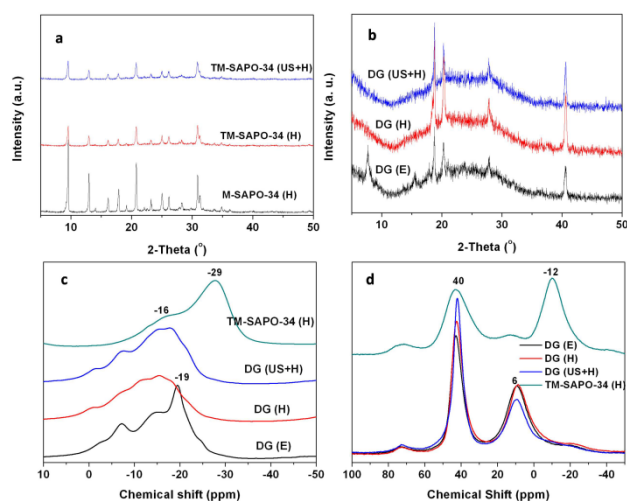 a
TM-SAPO-34 (US+H)
TM-SAPO-34 (H)
M-SAPO-34 (H)
Intensity (a.u.)
5 10 20 30 40 50
2-Theta (°)
b
DG (US+H)
DG (H)
DG (E)
Intensity (a. u.)
10 20 30 40 50
2-Theta (°)
c
-29
-16
TM-SAPO-34 (H)
DG (US+H)
-19
DG (H)
DG (E)
10 0 -10 -20 -30 -40 -50
Chemical shift (ppm)
d
-12
40
DG (E)
DG (H)
DG (US+H)
TM-SAPO-34 (H)
6
100 80 60 40 20 0 -20 -40
Chemical shift (ppm)